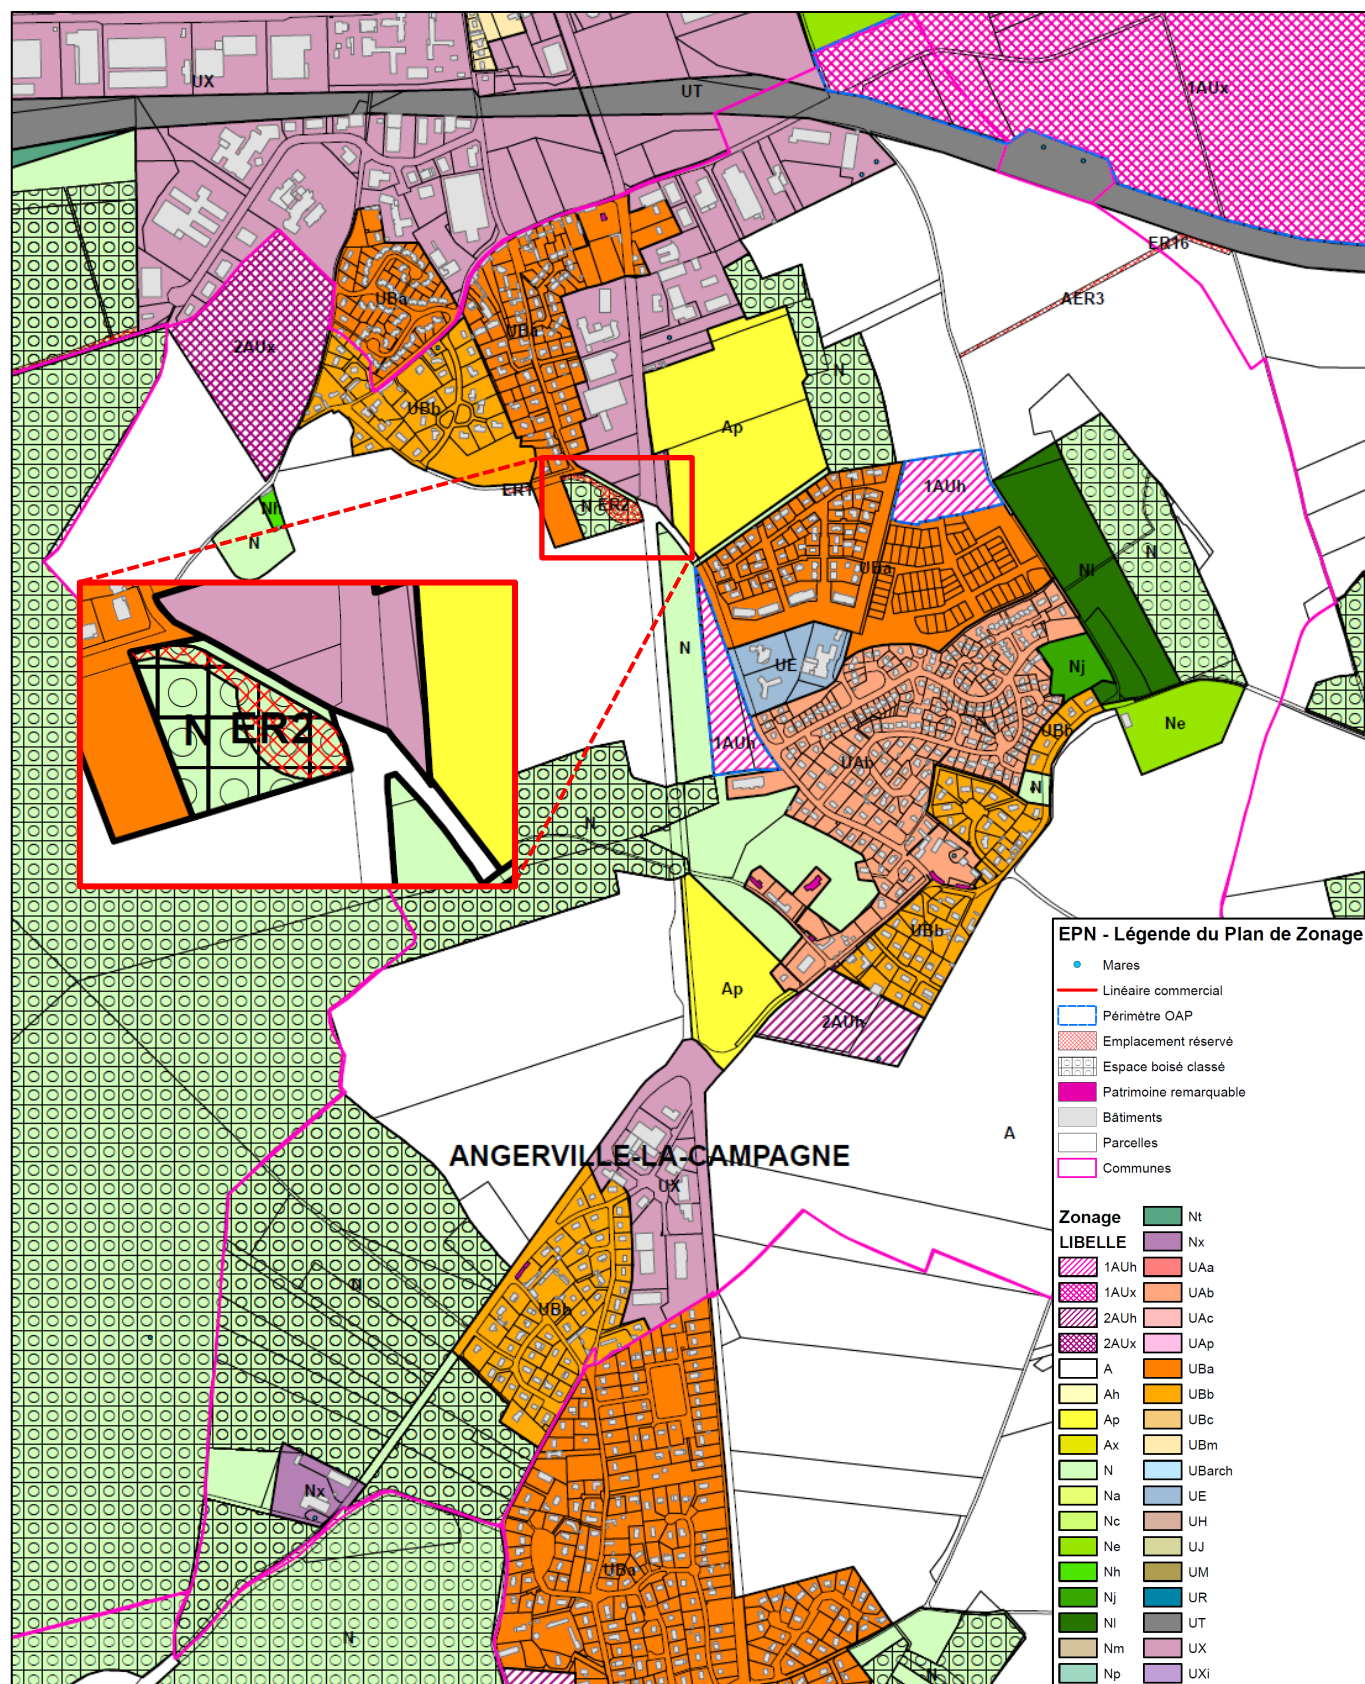 UX
UT
1AUx
ER16
AER3
2AUx
UBa
UBa
UBb
N
Ap
1AUh
ER1
N ER2
Nh
N
N
Nl
UBa
N
UE
Nj
Ne
UBb
1AUh
UAb
N
N ER2
N
UBb
Ap
2AUh
A
ANGERVILLE-LA-CAMPAGNE
UX
N
UBb
Nx
UBa
N
N
EPN - Légende du Plan de Zonage
Mares
Linéaire commercial
Périmètre OAP
Emplacement réservé
Espace boisé classé
Patrimoine remarquable
Bâtiments
Parcelles
Communes
Zonage
LIBELLE
1AUh
1AUx
2AUh
2AUx
A
Ah
Ap
Ax
N
Na
Nc
Ne
Nh
Nj
Nl
Nm
Np
Nt
Nx
UAa
UAb
UAc
UAp
UBa
UBb
UBc
UBm
UBarch
UE
UH
UJ
UM
UR
UT
UX
UXi